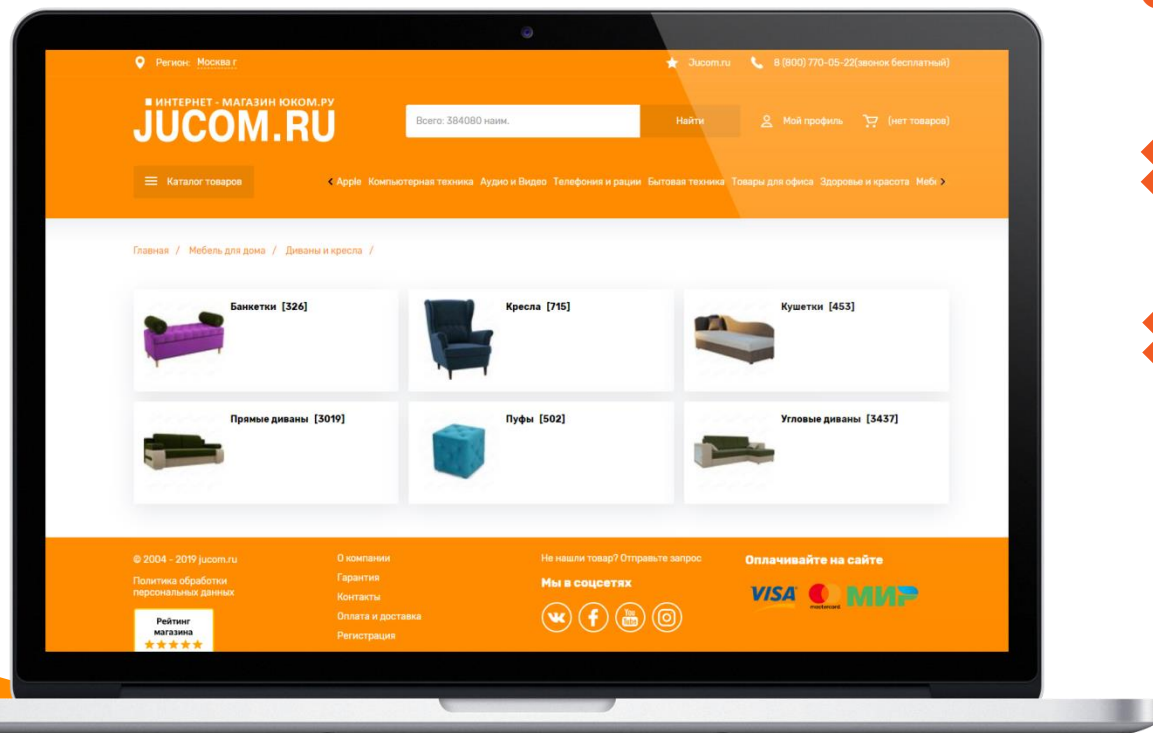 Регион: Москва г
Jucom.ru
8 (800) 770-05-22(звонок бесплатный)
ИНТЕРНЕТ - МАГАЗИН ЮКОМ.РУ
JUCOM.RU
Всего: 384080 наим.
Найти
Мой профиль
(нет товаров)
Каталог товаров
Apple Компьютерная техника Аудио и Видео Телефония и рации Бытовая техника Товары для офиса Здоровье и красота Мебе
Главная / Мебель для дома / Диваны и кресла /
Банкетки [326]
Кресла [715]
Кушетки [453]
Прямые диваны [3019]
Пуфы [502]
Угловые диваны [3437]
© 2004 - 2019 jucom.ru
Политика обработки
персональных данных
Рейтинг
магазина
О компании
Гарантия
Контакты
Оплата и доставка
Регистрация
Не нашли товар? Отправьте запрос
Мы в соцсетях
You
Tube
Оплачивайте на сайте
VISA
mastercard
МИР